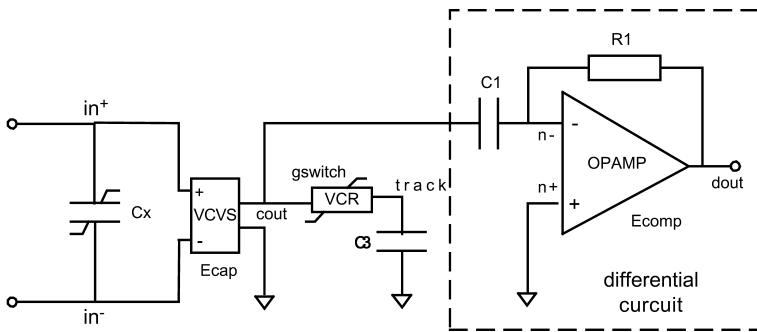 R1
C1
in+
n-
-
OPAMP
gswitch
track
+
VCVS
VCR
n+
dout
Cx
cout
+
Ecomp
-
C3
Ecap
differential
curcuit
in-